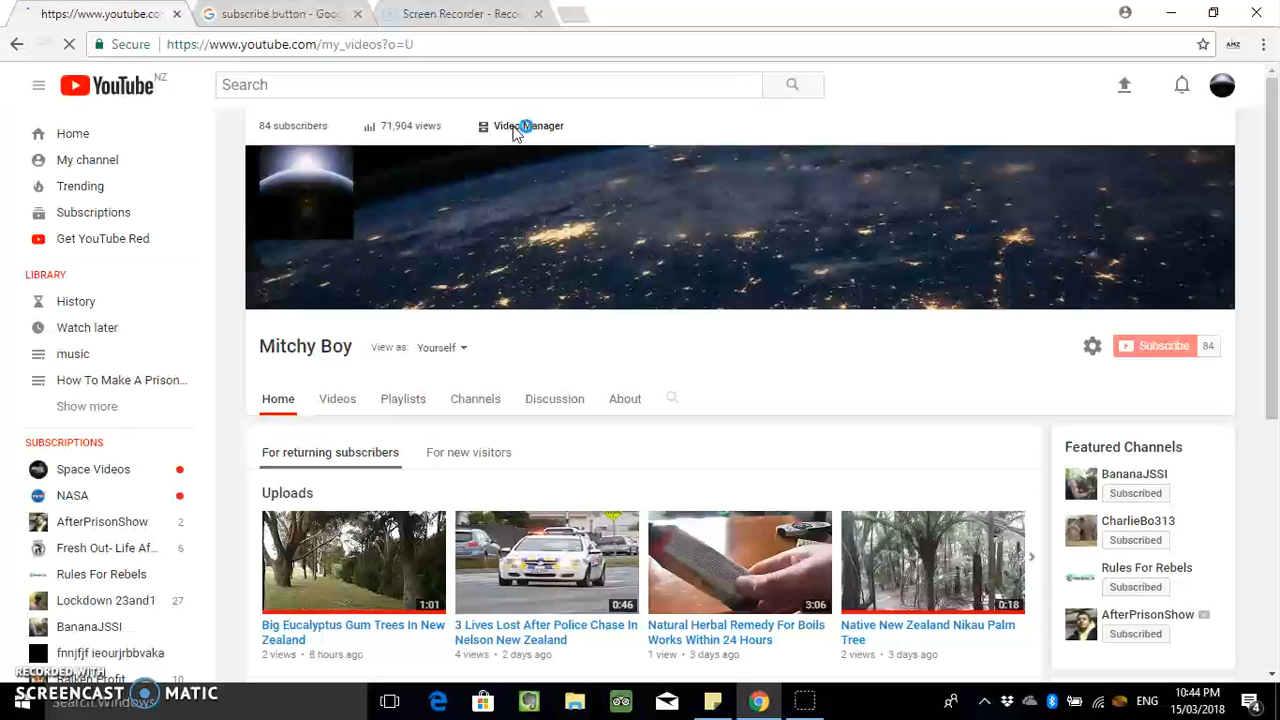 https://www.youtube.com
subscribe button - Goog
Screen Recorder - Reco
Secure
https://www.youtube.com/my_videos?o=U
AMZ
YouTube NZ
Search
84 subscribers
71,904 views
Video Manager
Home
My channel
Trending
Subscriptions
Get YouTube Red
LIBRARY
History
Watch later
music
How To Make A Prison...
Show more
SUBSCRIPTIONS
Space Videos
NASA
AfterPrisonShow 2
Fresh Out- Life Af... 6
Rules For Rebels
Lockdown 23and1 27
BananaJSSI
fnnjfjf ieourjrbbvaka
10
Mitchy Boy
View as: Yourself
Subscribe 84
Home
Videos
Playlists
Channels
Discussion
About
For returning subscribers
For new visitors
Uploads
1:01
0:46
3:06
0:18
Big Eucalyptus Gum Trees In New Zealand
2 views • 8 hours ago
3 Lives Lost After Police Chase In Nelson New Zealand
4 views • 2 days ago
Natural Herbal Remedy For Boils Works Within 24 Hours
1 view • 3 days ago
Native New Zealand Nikau Palm Tree
2 views • 3 days ago
Featured Channels
BananaJSSI
Subscribed
CharlieBo313
Subscribed
Rules For Rebels
Subscribed
AfterPrisonShow
Subscribed
RECORDED WITH
SCREENCAST MATIC
Search Windows
ENG
10:44 PM
15/03/2018
4